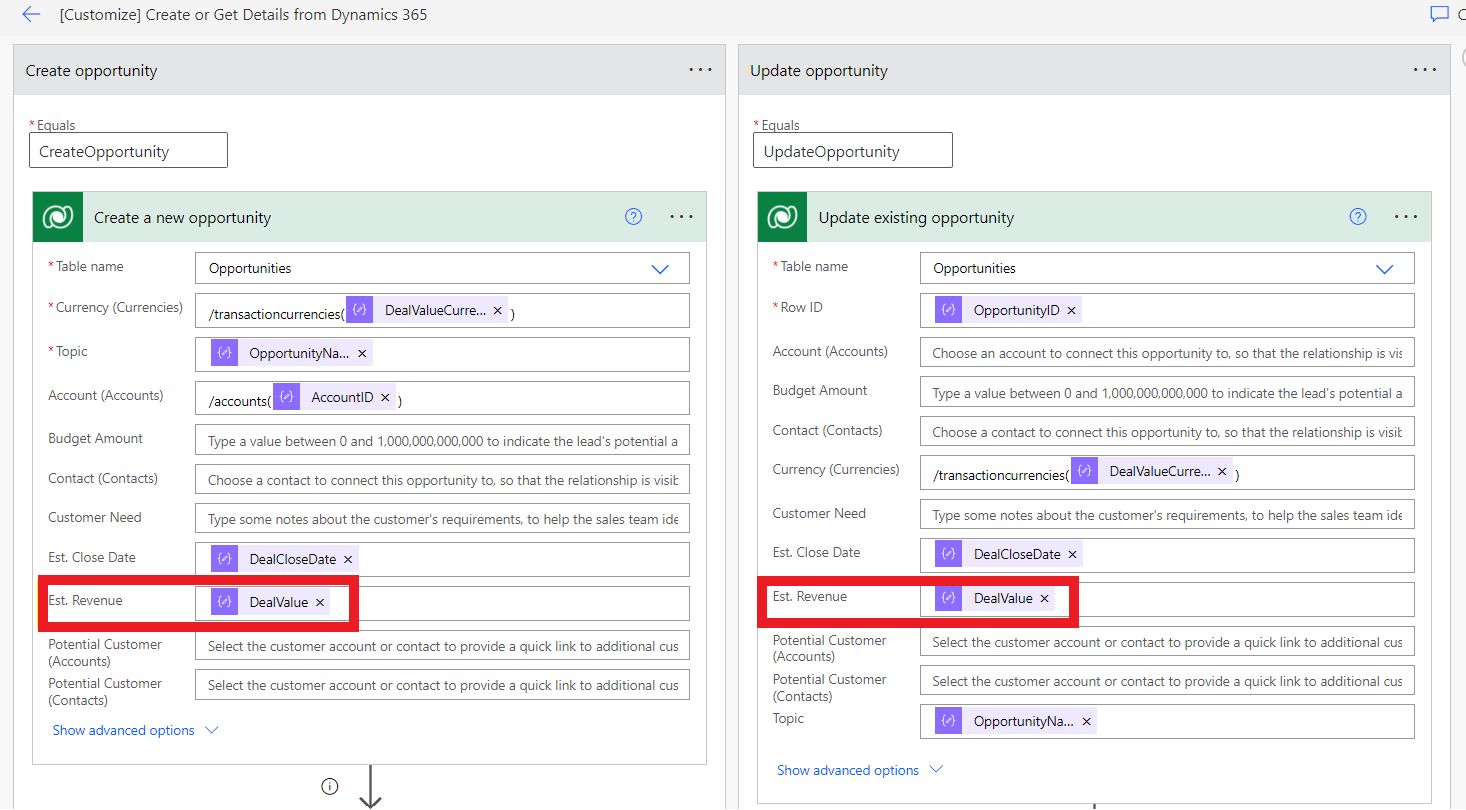 [Customize] Create or Get Details from Dynamics 365
Create opportunity
* Equals
CreateOpportunity
Create a new opportunity
* Table name
Opportunities
* Currency (Currencies)
/transactioncurrencies( DealValueCurre... × )
* Topic
OpportunityNa... ×
Account (Accounts)
/accounts( AccountID × )
Budget Amount
Type a value between 0 and 1,000,000,000,000 to indicate the lead's potential a
Contact (Contacts)
Choose a contact to connect this opportunity to, so that the relationship is visib
Customer Need
Type some notes about the customer's requirements, to help the sales team ide
Est. Close Date
DealCloseDate ×
Est. Revenue
DealValue ×
Potential Customer
(Accounts)
Select the customer account or contact to provide a quick link to additional cus
Potential Customer
(Contacts)
Select the customer account or contact to provide a quick link to additional cus
Show advanced options
Update opportunity
* Equals
UpdateOpportunity
Update existing opportunity
* Table name
Opportunities
* Row ID
OpportunityID ×
Account (Accounts)
Choose an account to connect this opportunity to, so that the relationship is vis
Budget Amount
Type a value between 0 and 1,000,000,000,000 to indicate the lead's potential a
Contact (Contacts)
Choose a contact to connect this opportunity to, so that the relationship is visib
Currency (Currencies)
/transactioncurrencies( DealValueCurre... × )
Customer Need
Type some notes about the customer's requirements, to help the sales team ide
Est. Close Date
DealCloseDate ×
Est. Revenue
DealValue ×
Potential Customer
(Accounts)
Select the customer account or contact to provide a quick link to additional cus
Potential Customer
(Contacts)
Select the customer account or contact to provide a quick link to additional cus
Topic
OpportunityNa... ×
Show advanced options